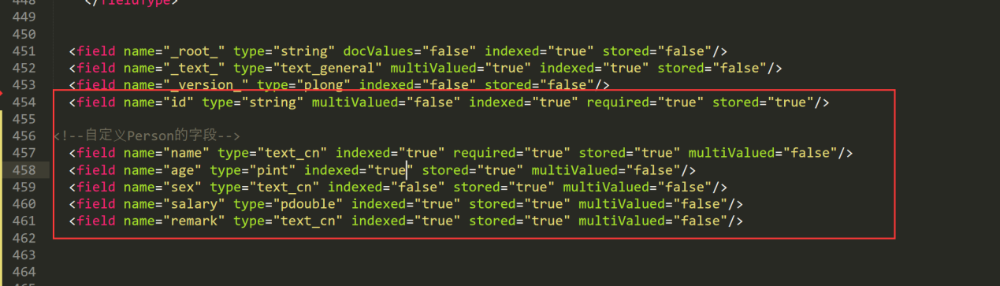 448 </fieldType>
449
450
451 <field name="_root_" type="string" docValues="false" indexed="true" stored="false"/>
452 <field name="_text_" type="text_general" multiValued="true" indexed="true" stored="false"/>
453 <field name="_version_" type="plong" indexed="false" stored="false"/>
454 <field name="id" type="string" multiValued="false" indexed="true" required="true" stored="true"/>
455
456 <!--自定义Person的字段-->
457 <field name="name" type="text_cn" indexed="true" required="true" stored="true" multiValued="false"/>
458 <field name="age" type="pint" indexed="true" stored="true" multiValued="false"/>
459 <field name="sex" type="text_cn" indexed="false" stored="true" multiValued="false"/>
460 <field name="salary" type="pdouble" indexed="true" stored="true" multiValued="false"/>
461 <field name="remark" type="text_cn" indexed="true" stored="true" multiValued="false"/>
462
463
464